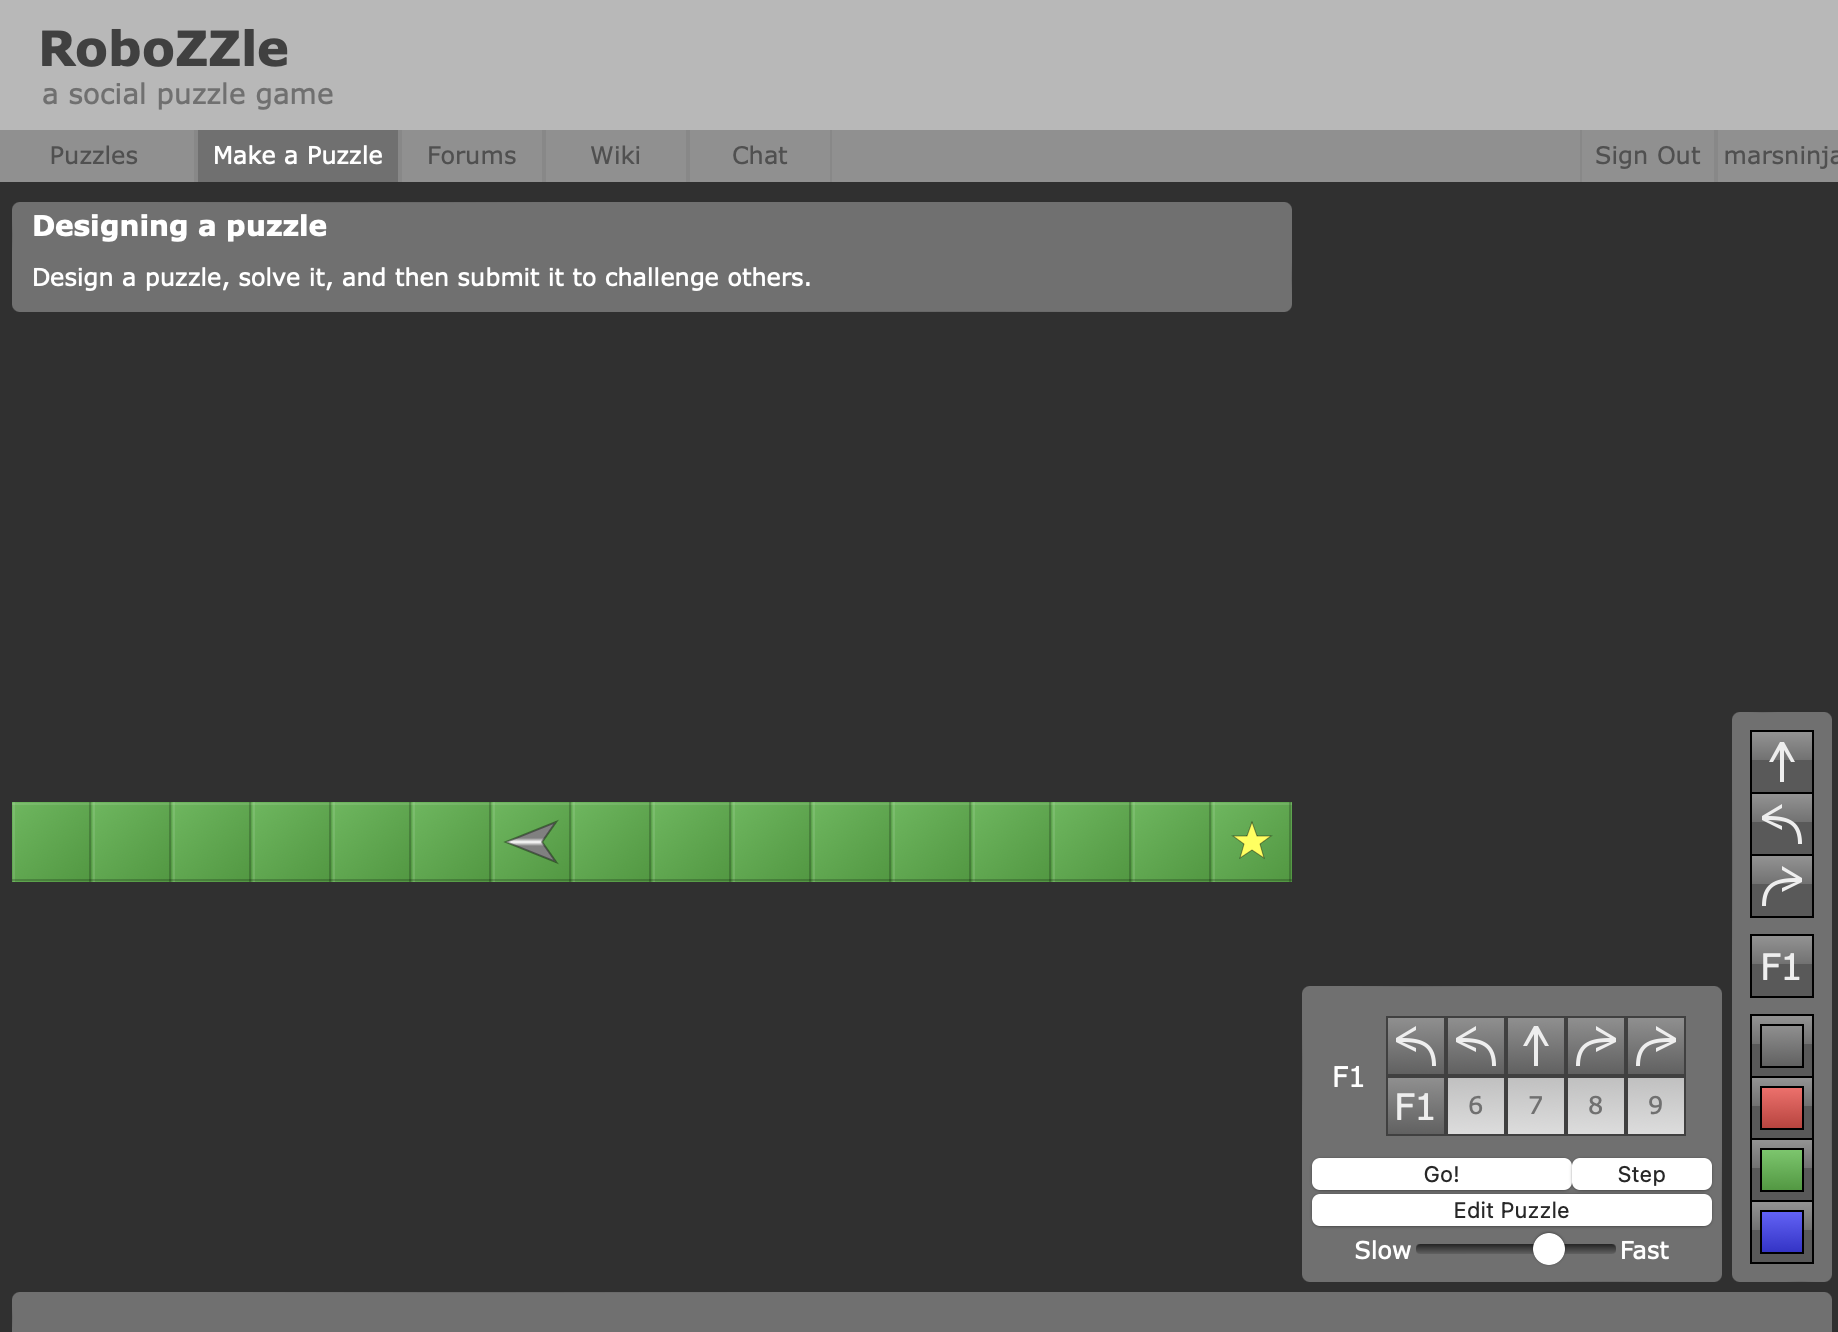 RoboZZle
a social puzzle game
Puzzles Make a Puzzle Forums Wiki Chat Sign Out marsninja
Designing a puzzle
Design a puzzle, solve it, and then submit it to challenge others.
F1
F1
F1 6 7 8 9
Go! Step
Edit Puzzle
Slow Fast